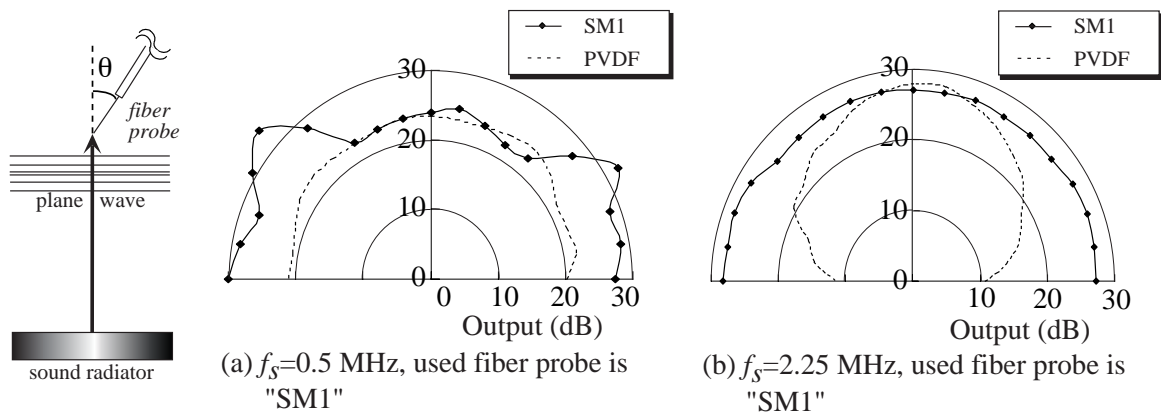 θ
fiber
probe
plane wave
sound radiator
SM1
PVDF
30
20
10
0
0 10 20 30
Output (dB)
(a) fs=0.5 MHz, used fiber probe is
"SM1"
SM1
PVDF
30
20
10
0
10 20 30
Output (dB)
(b) fs=2.25 MHz, used fiber probe is
"SM1"